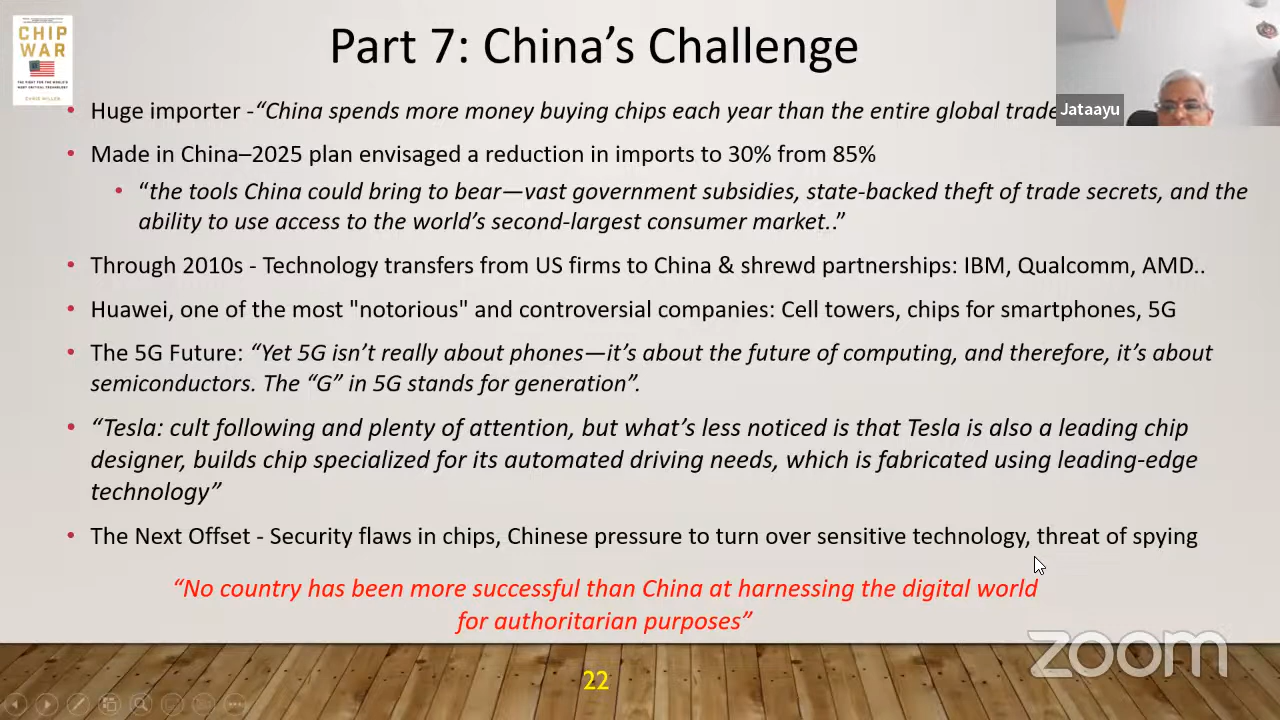 CHIP
WAR
CHRIS MILLER
Part 7: China’s Challenge
Jataayu
• Huge importer -“China spends more money buying chips each year than the entire global trade
• Made in China–2025 plan envisaged a reduction in imports to 30% from 85%
• “the tools China could bring to bear—vast government subsidies, state-backed theft of trade secrets, and the
ability to use access to the world’s second-largest consumer market..”
• Through 2010s - Technology transfers from US firms to China & shrewd partnerships: IBM, Qualcomm, AMD..
• Huawei, one of the most "notorious" and controversial companies: Cell towers, chips for smartphones, 5G
• The 5G Future: “Yet 5G isn’t really about phones—it’s about the future of computing, and therefore, it’s about
semiconductors. The “G” in 5G stands for generation”.
• “Tesla: cult following and plenty of attention, but what’s less noticed is that Tesla is also a leading chip
designer, builds chip specialized for its automated driving needs, which is fabricated using leading-edge
technology”
• The Next Offset - Security flaws in chips, Chinese pressure to turn over sensitive technology, threat of spying
“No country has been more successful than China at harnessing the digital world
for authoritarian purposes”
zoom
22